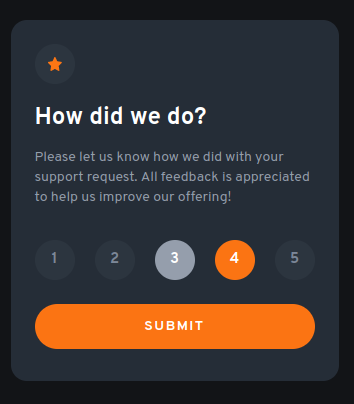 How did we do?
Please let us know how we did with your
support request. All feedback is appreciated
to help us improve our offering!
1 2 3 4 5
SUBMIT